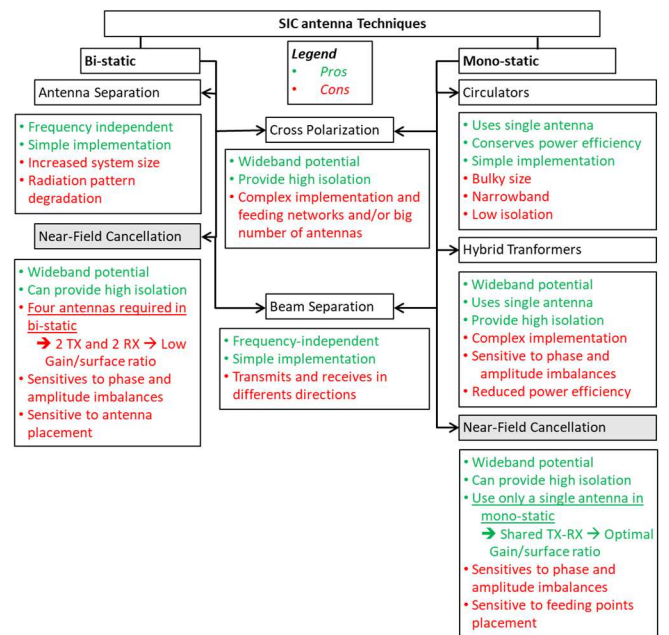 SIC antenna Techniques
Bi-static
Legend
• Pros
• Cons
Mono-static
Antenna Separation
• Frequency independent
• Simple implementation
• Increased system size
• Radiation pattern
degradation
Near-Field Cancellation
• Wideband potential
• Can provide high isolation
• Four antennas required in
bi-static
➔ 2 TX and 2 RX → Low
Gain/surface ratio
• Sensitives to phase and
amplitude imbalances
• Sensitive to antenna
placement
Cross Polarization
• Wideband potential
• Provide high isolation
• Complex implementation and
feeding networks and/or big
number of antennas
Beam Separation
• Frequency-independent
• Simple implementation
• Transmits and receives in
differents directions
Circulators
• Uses single antenna
• Conserves power efficiency
• Simple implementation
• Bulky size
• Narrowband
• Low isolation
Hybrid Tranformers
• Wideband potential
• Uses single antenna
• Provide high isolation
• Complex implementation
• Sensitive to phase and
amplitude imbalances
• Reduced power efficiency
Near-Field Cancellation
• Wideband potential
• Can provide high isolation
• Use only a single antenna in
mono-static
➔ Shared TX-RX → Optimal
Gain/surface ratio
• Sensitives to phase and
amplitude imbalances
• Sensitive to feeding points
placement